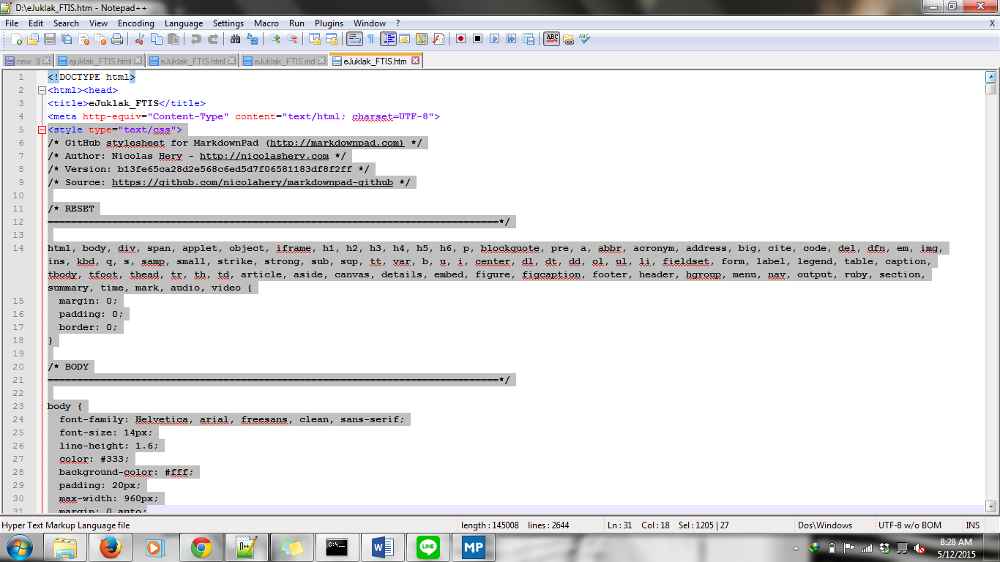 D:\eJuklak_FTIS.htm - Notepad++
File Edit Search View Encoding Language Settings Macro Run Plugins Window ? X
new 9 ejuklak_FTIS.html eJuklak_FTIS.html eJuklak_FTIS.md eJuklak_FTIS.htm
1 <!DOCTYPE html>
2 <html><head>
3 <title>eJuklak_FTIS</title>
4 <meta http-equiv="Content-Type" content="text/html; charset=UTF-8">
5 <style type="text/css">
6 /* GitHub stylesheet for MarkdownPad (http://markdownpad.com) */
7 /* Author: Nicolas Hery - http://nicolashery.com */
8 /* Version: b13fe65ca28d2e568c6ed5d7f06581183df8f2ff */
9 /* Source: https://github.com/nicolahery/markdownpad-github */
10
11 /* RESET
12 =============================================================================*/
13
14 html, body, div, span, applet, object, iframe, h1, h2, h3, h4, h5, h6, p, blockquote, pre, a, abbr, acronym, address, big, cite, code, del, dfn, em, img,
ins, kbd, q, s, samp, small, strike, strong, sub, sup, tt, var, b, u, i, center, dl, dt, dd, ol, ul, li, fieldset, form, label, legend, table, caption,
tbody, tfoot, thead, tr, th, td, article, aside, canvas, details, embed, figure, figcaption, footer, header, hgroup, menu, nav, output, ruby, section,
summary, time, mark, audio, video {
15 margin: 0;
16 padding: 0;
17 border: 0;
18 }
19
20 /* BODY
21 =============================================================================*/
22
23 body {
24 font-family: Helvetica, arial, freesans, clean, sans-serif;
25 font-size: 14px;
26 line-height: 1.6;
27 color: #333;
28 background-color: #fff;
29 padding: 20px;
30 max-width: 960px;
31 margin: 0 auto;
Hyper Text Markup Language file length : 145008 lines : 2644 Ln : 31 Col : 18 Sel : 1205 | 27 Dos\Windows UTF-8 w/o BOM INS
8:28 AM
5/12/2015